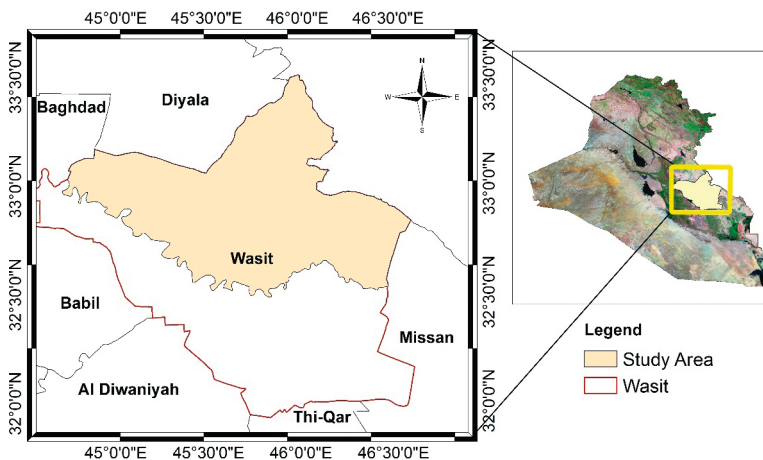 45°0'0"E 45°30'0"E 46°0'0"E 46°30'0"E
33°30'0"N
33°0'0"N
32°30'0"N
32°0'0"N
Baghdad
Diyala
N
W E
S
Wasit
Babil
Missan
Al Diwaniyah
Thi-Qar
33°30'0"N
33°0'0"N
32°30'0"N
32°0'0"N
45°0'0"E 45°30'0"E 46°0'0"E 46°30'0"E
Legend
Study Area
Wasit